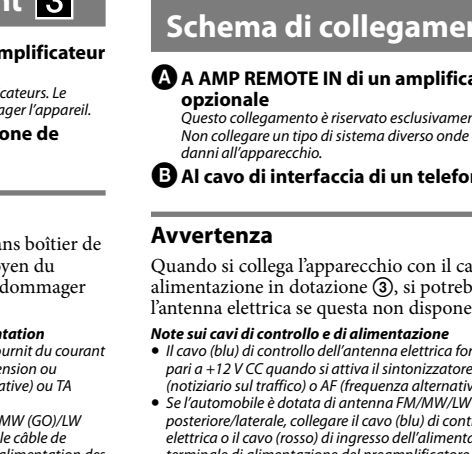 nt 3
mplificateur
cateurs. Le
ager l'appareil.
one de
ans boîtier de
oyen du
dommager
ntation
ournit du courant
ension ou
ative) ou TA
MW (GO)/LW
le câble de
alimentation des
Schema di collegamen
A A AMP REMOTE IN di un amplifica
opzionale
Questo collegamento è riservato esclusivamen
Non collegare un tipo di sistema diverso onde
danni all'apparecchio.
B Al cavo di interfaccia di un telefon
Avvertenza
Quando si collega l'apparecchio con il ca
alimentazione in dotazione ③, si potreb
l'antenna elettrica se questa non dispone
Note sui cavi di controllo e di alimentazione
• Il cavo (blu) di controllo dell'antenna elettrica for
pari a +12 V CC quando si attiva il sintonizzatore
(notiziario sul traffico) o AF (frequenza alternativ
• Se l'automobile è dotata di antenna FM/MW/LW
posteriore/laterale, collegare il cavo (blu) di cont
elettrica o il cavo (rosso) di ingresso dell'alimenta
terminale di alimentazione del preamplificatore